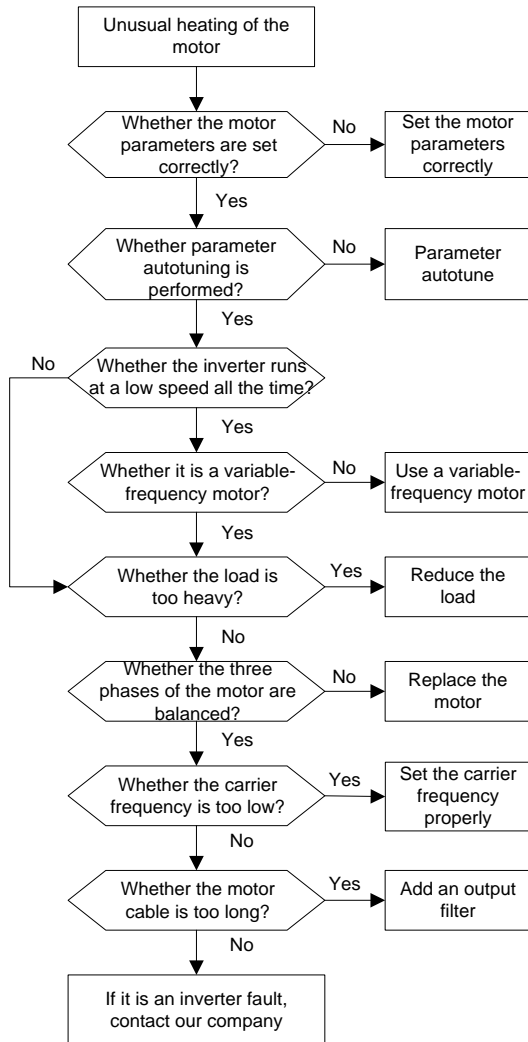 Unusual heating of the
motor
Whether the motor
parameters are set
correctly?
No
Set the motor
parameters
correctly
Yes
Whether parameter
autotuning is
performed?
No
Parameter
autotune
Yes
No
Whether the inverter runs
at a low speed all the time?
Yes
Whether it is a variable-
frequency motor?
No
Use a variable-
frequency motor
Yes
Whether the load is
too heavy?
Yes
Reduce the
load
No
Whether the three
phases of the motor are
balanced?
No
Replace the
motor
Yes
Whether the carrier
frequency is too low?
Yes
Set the carrier
frequency
properly
No
Whether the motor
cable is too long?
Yes
Add an output
filter
No
If it is an inverter fault,
contact our company